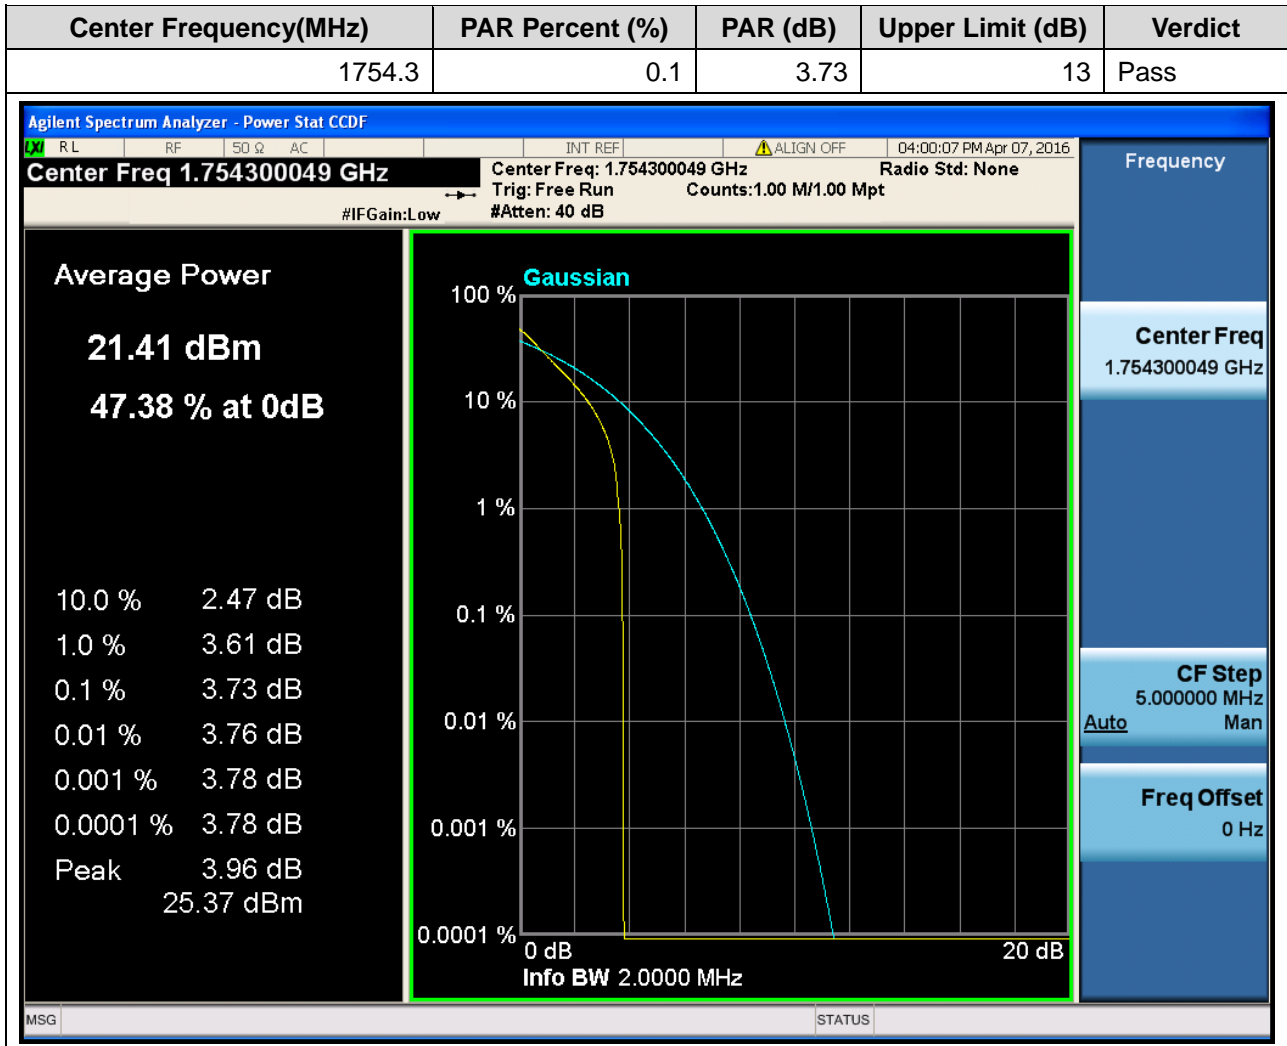 Center Frequency(MHz) PAR Percent (%) PAR (dB) Upper Limit (dB) Verdict
1754.3 0.1 3.73 13 Pass
Agilent Spectrum Analyzer - Power Stat CCDF
LXI RL RF 50 Ω AC INT REF ALIGN OFF 04:00:07 PM Apr 07, 2016
Center Freq 1.754300049 GHz Center Freq: 1.754300049 GHz Radio Std: None
Trig: Free Run Counts:1.00 M/1.00 Mpt
#IFGain:Low #Atten: 40 dB
Frequency
Average Power
21.41 dBm
47.38 % at 0dB
10.0 % 2.47 dB
1.0 % 3.61 dB
0.1 % 3.73 dB
0.01 % 3.76 dB
0.001 % 3.78 dB
0.0001 % 3.78 dB
Peak 3.96 dB
25.37 dBm
Gaussian
100 %
10 %
1 %
0.1 %
0.01 %
0.001 %
0.0001 %
0 dB 20 dB
Info BW 2.0000 MHz
Center Freq
1.754300049 GHz
CF Step
5.000000 MHz
Auto Man
Freq Offset
0 Hz
MSG STATUS